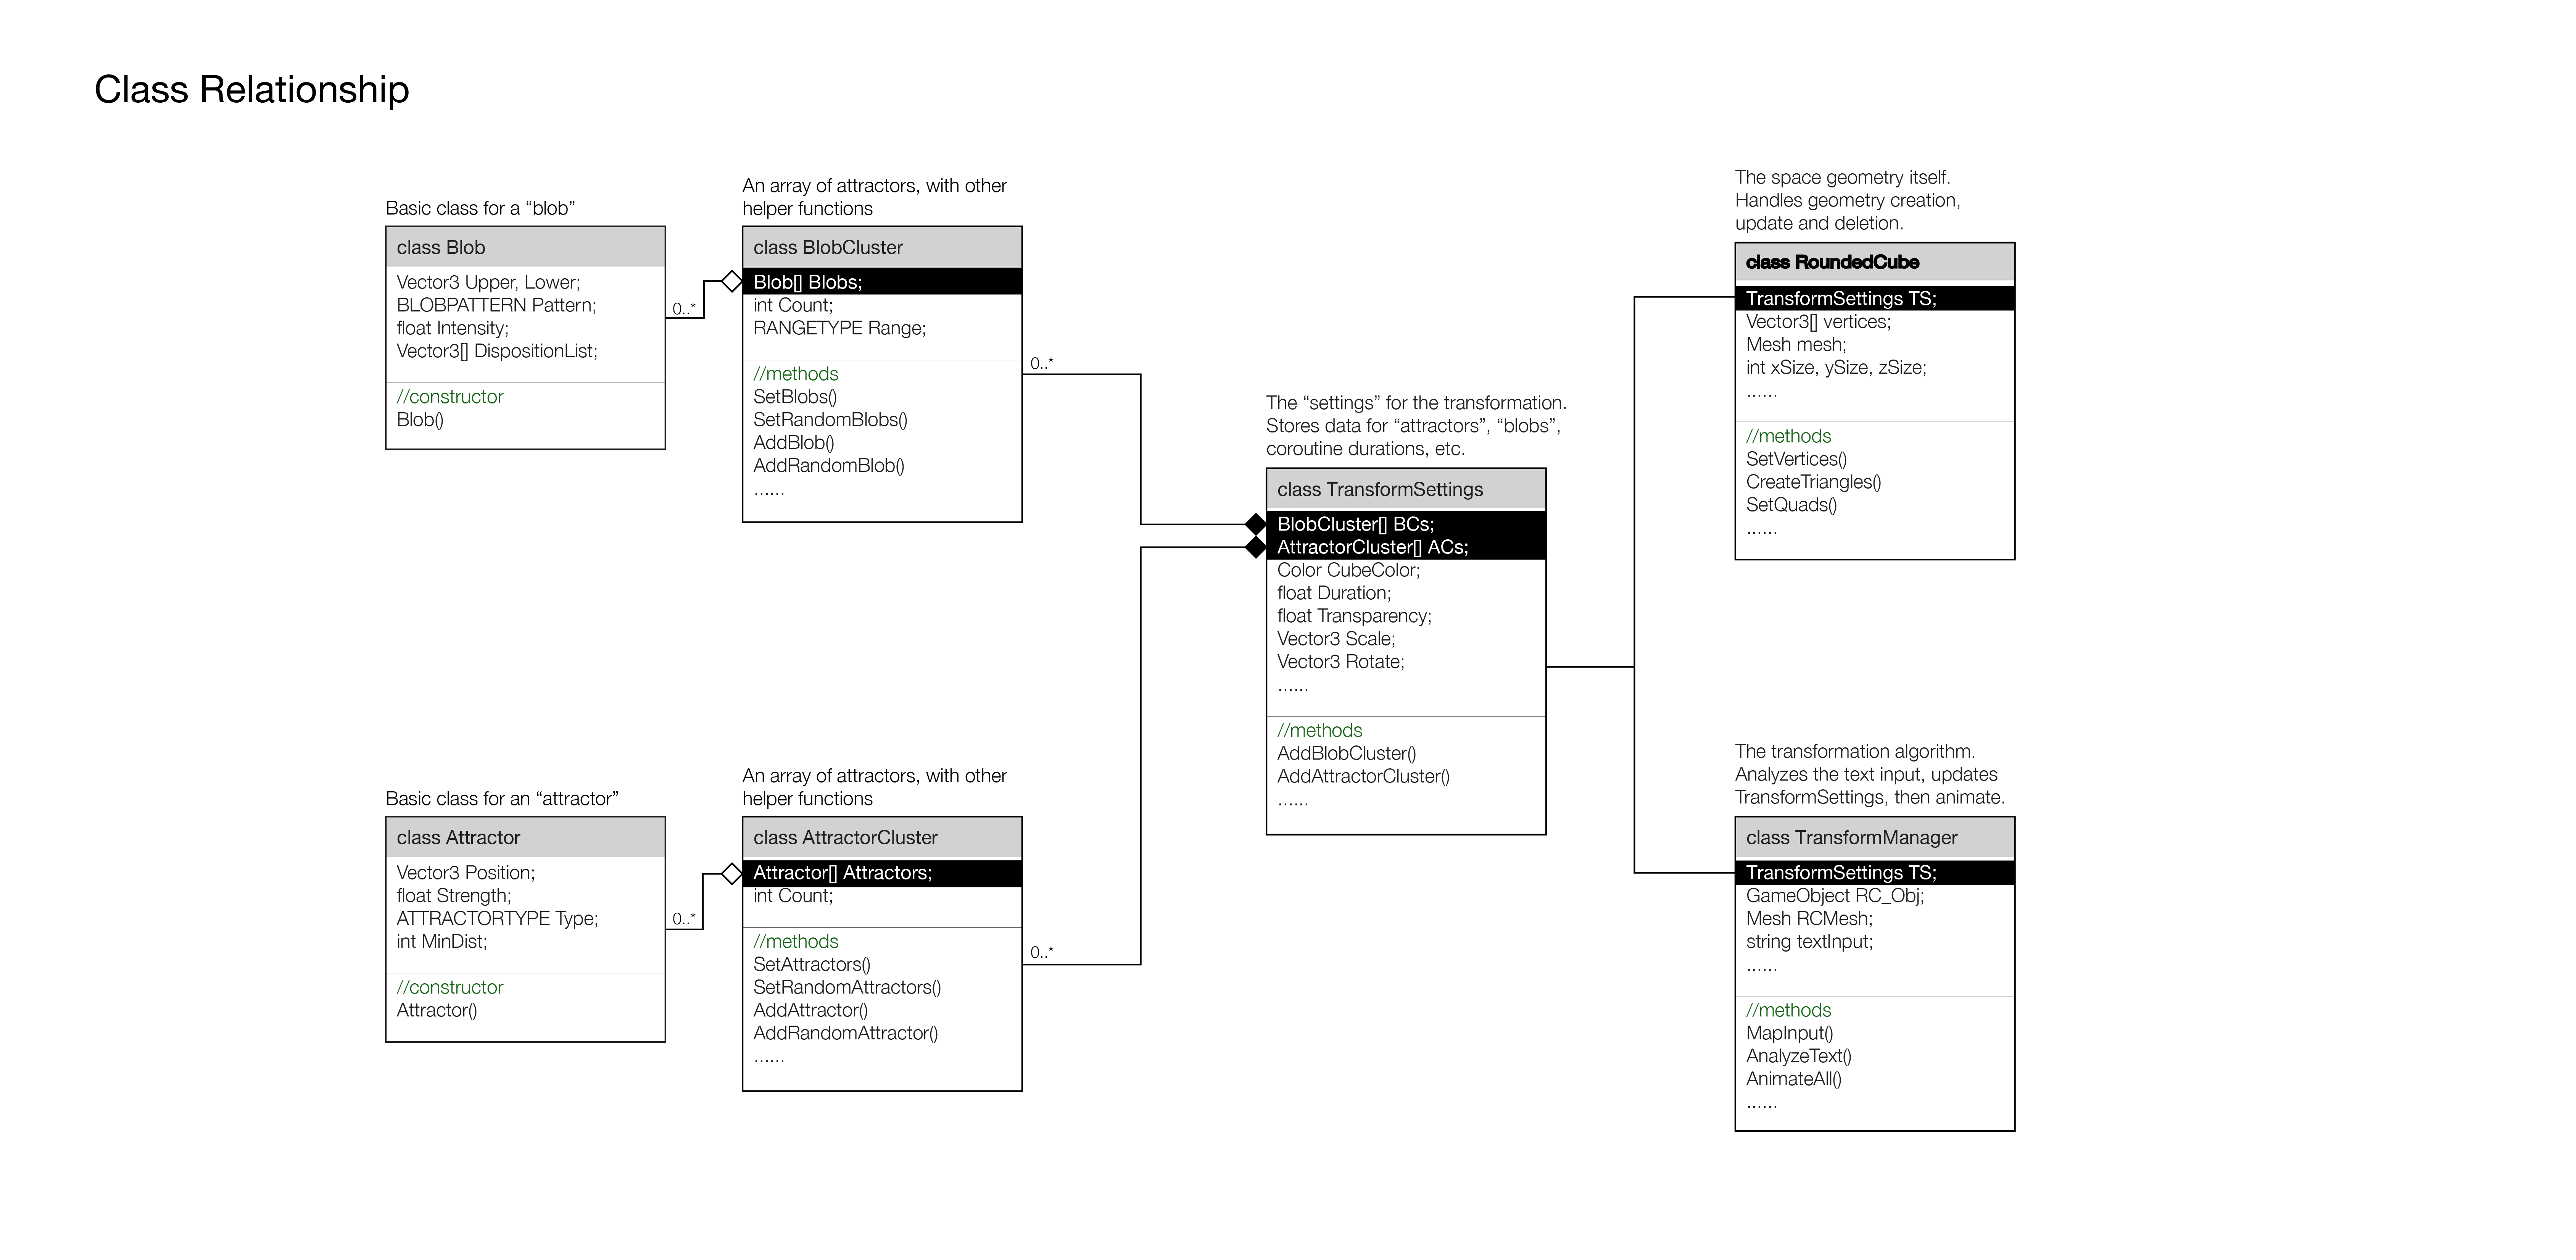 Class Relationship
Basic class for a “blob”
class Blob
Vector3 Upper, Lower;
BLOBPATTERN Pattern;
float Intensity;
Vector3[] DispositionList;
//constructor
Blob()
0..*
An array of attractors, with other
helper functions
class BlobCluster
Blob[] Blobs;
int Count;
RANGETYPE Range;
//methods
SetBlobs()
SetRandomBlobs()
AddBlob()
AddRandomBlob()
......
0..*
Basic class for an “attractor”
class Attractor
Vector3 Position;
float Strength;
ATTRACTORTYPE Type;
int MinDist;
//constructor
Attractor()
0..*
An array of attractors, with other
helper functions
class AttractorCluster
Attractor[] Attractors;
int Count;
//methods
SetAttractors()
SetRandomAttractors()
AddAttractor()
AddRandomAttractor()
......
0..*
The “settings” for the transformation.
Stores data for “attractors”, “blobs”,
coroutine durations, etc.
class TransformSettings
BlobCluster[] BCs;
AttractorCluster[] ACs;
Color CubeColor;
float Duration;
float Transparency;
Vector3 Scale;
Vector3 Rotate;
......
//methods
AddBlobCluster()
AddAttractorCluster()
......
The space geometry itself.
Handles geometry creation,
update and deletion.
class RoundedCube
TransformSettings TS;
Vector3[] vertices;
Mesh mesh;
int xSize, ySize, zSize;
......
//methods
SetVertices()
CreateTriangles()
SetQuads()
......
The transformation algorithm.
Analyzes the text input, updates
TransformSettings, then animate.
class TransformManager
TransformSettings TS;
GameObject RC_Obj;
Mesh RCMesh;
string textInput;
......
//methods
MapInput()
AnalyzeText()
AnimateAll()
......